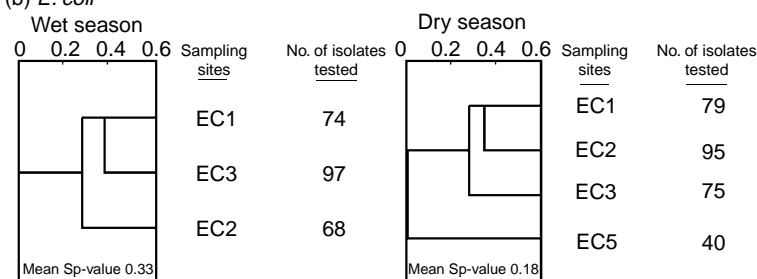 (b) E. coli
Wet season
0 0.2 0.4 0.6 Sampling sites No. of isolates tested
EC1 74
EC3 97
EC2 68
Mean Sp-value 0.33
Dry season
0 0.2 0.4 0.6 Sampling sites No. of isolates tested
EC1 79
EC2 95
EC3 75
EC5 40
Mean Sp-value 0.18